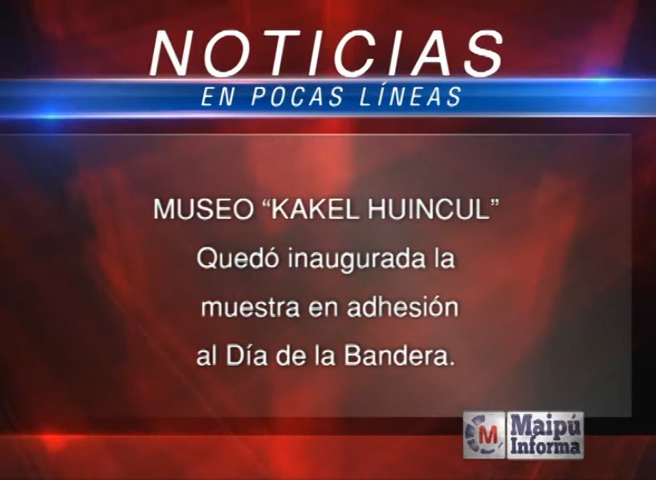 NOTICIAS
EN POCAS LÍNEAS
MUSEO “KAKEL HUINCUL”
Quedó inaugurada la
muestra en adhesión
al Día de la Bandera.
M Maipú
Informa